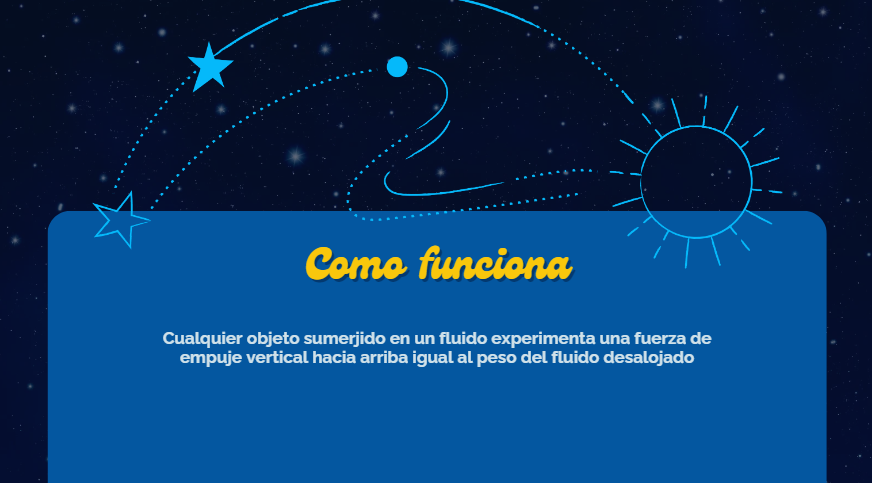 Como funciona
Cualquier objeto sumerjido en un fluido experimenta una fuerza de
empuje vertical hacia arriba igual al peso del fluido desalojado